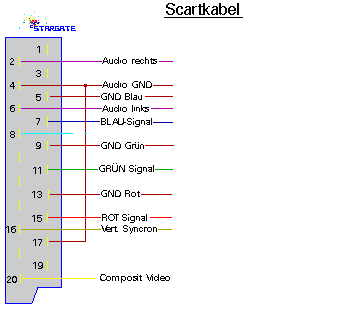 Scartkabel
STARGATE
1
2 Audio rechts
3
4 Audio GND
5 GND Blau
6 Audio links
7 BLAU-Signal
8
9 GND Grün
11 GRÜN Signal
13 GND Rot
15 ROT Signal
16 Vert. Syncron
17
19
20 Composit Video